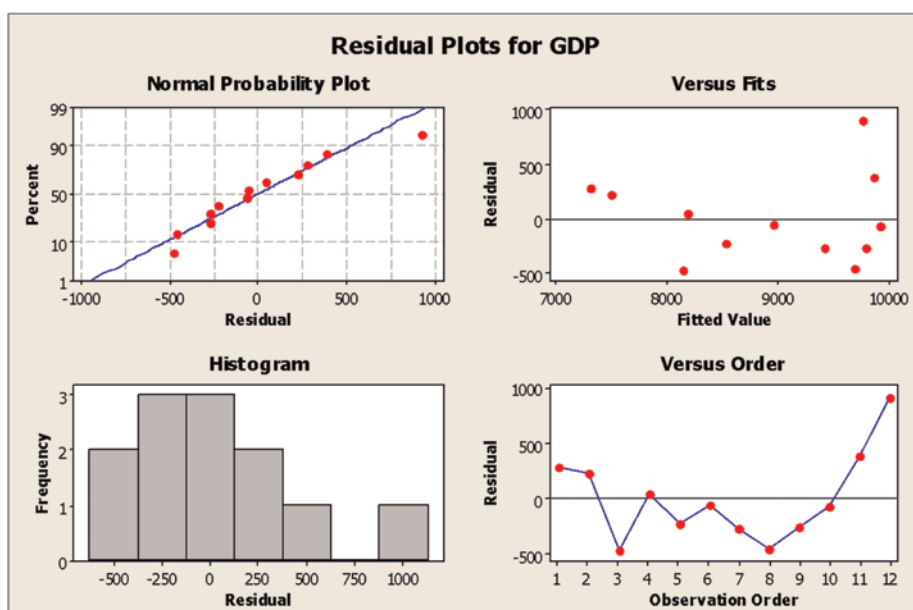 Residual Plots for GDP
Normal Probability Plot
99
90
50
10
1
Percent
-1000 -500 0 500 1000
Residual
Versus Fits
1000
500
0
-500
Residual
7000 8000 9000 10000
Fitted Value
Histogram
3
2
1
0
Frequency
-500 -250 0 250 500 750 1000
Residual
Versus Order
1000
500
0
-500
Residual
1 2 3 4 5 6 7 8 9 10 11 12
Observation Order